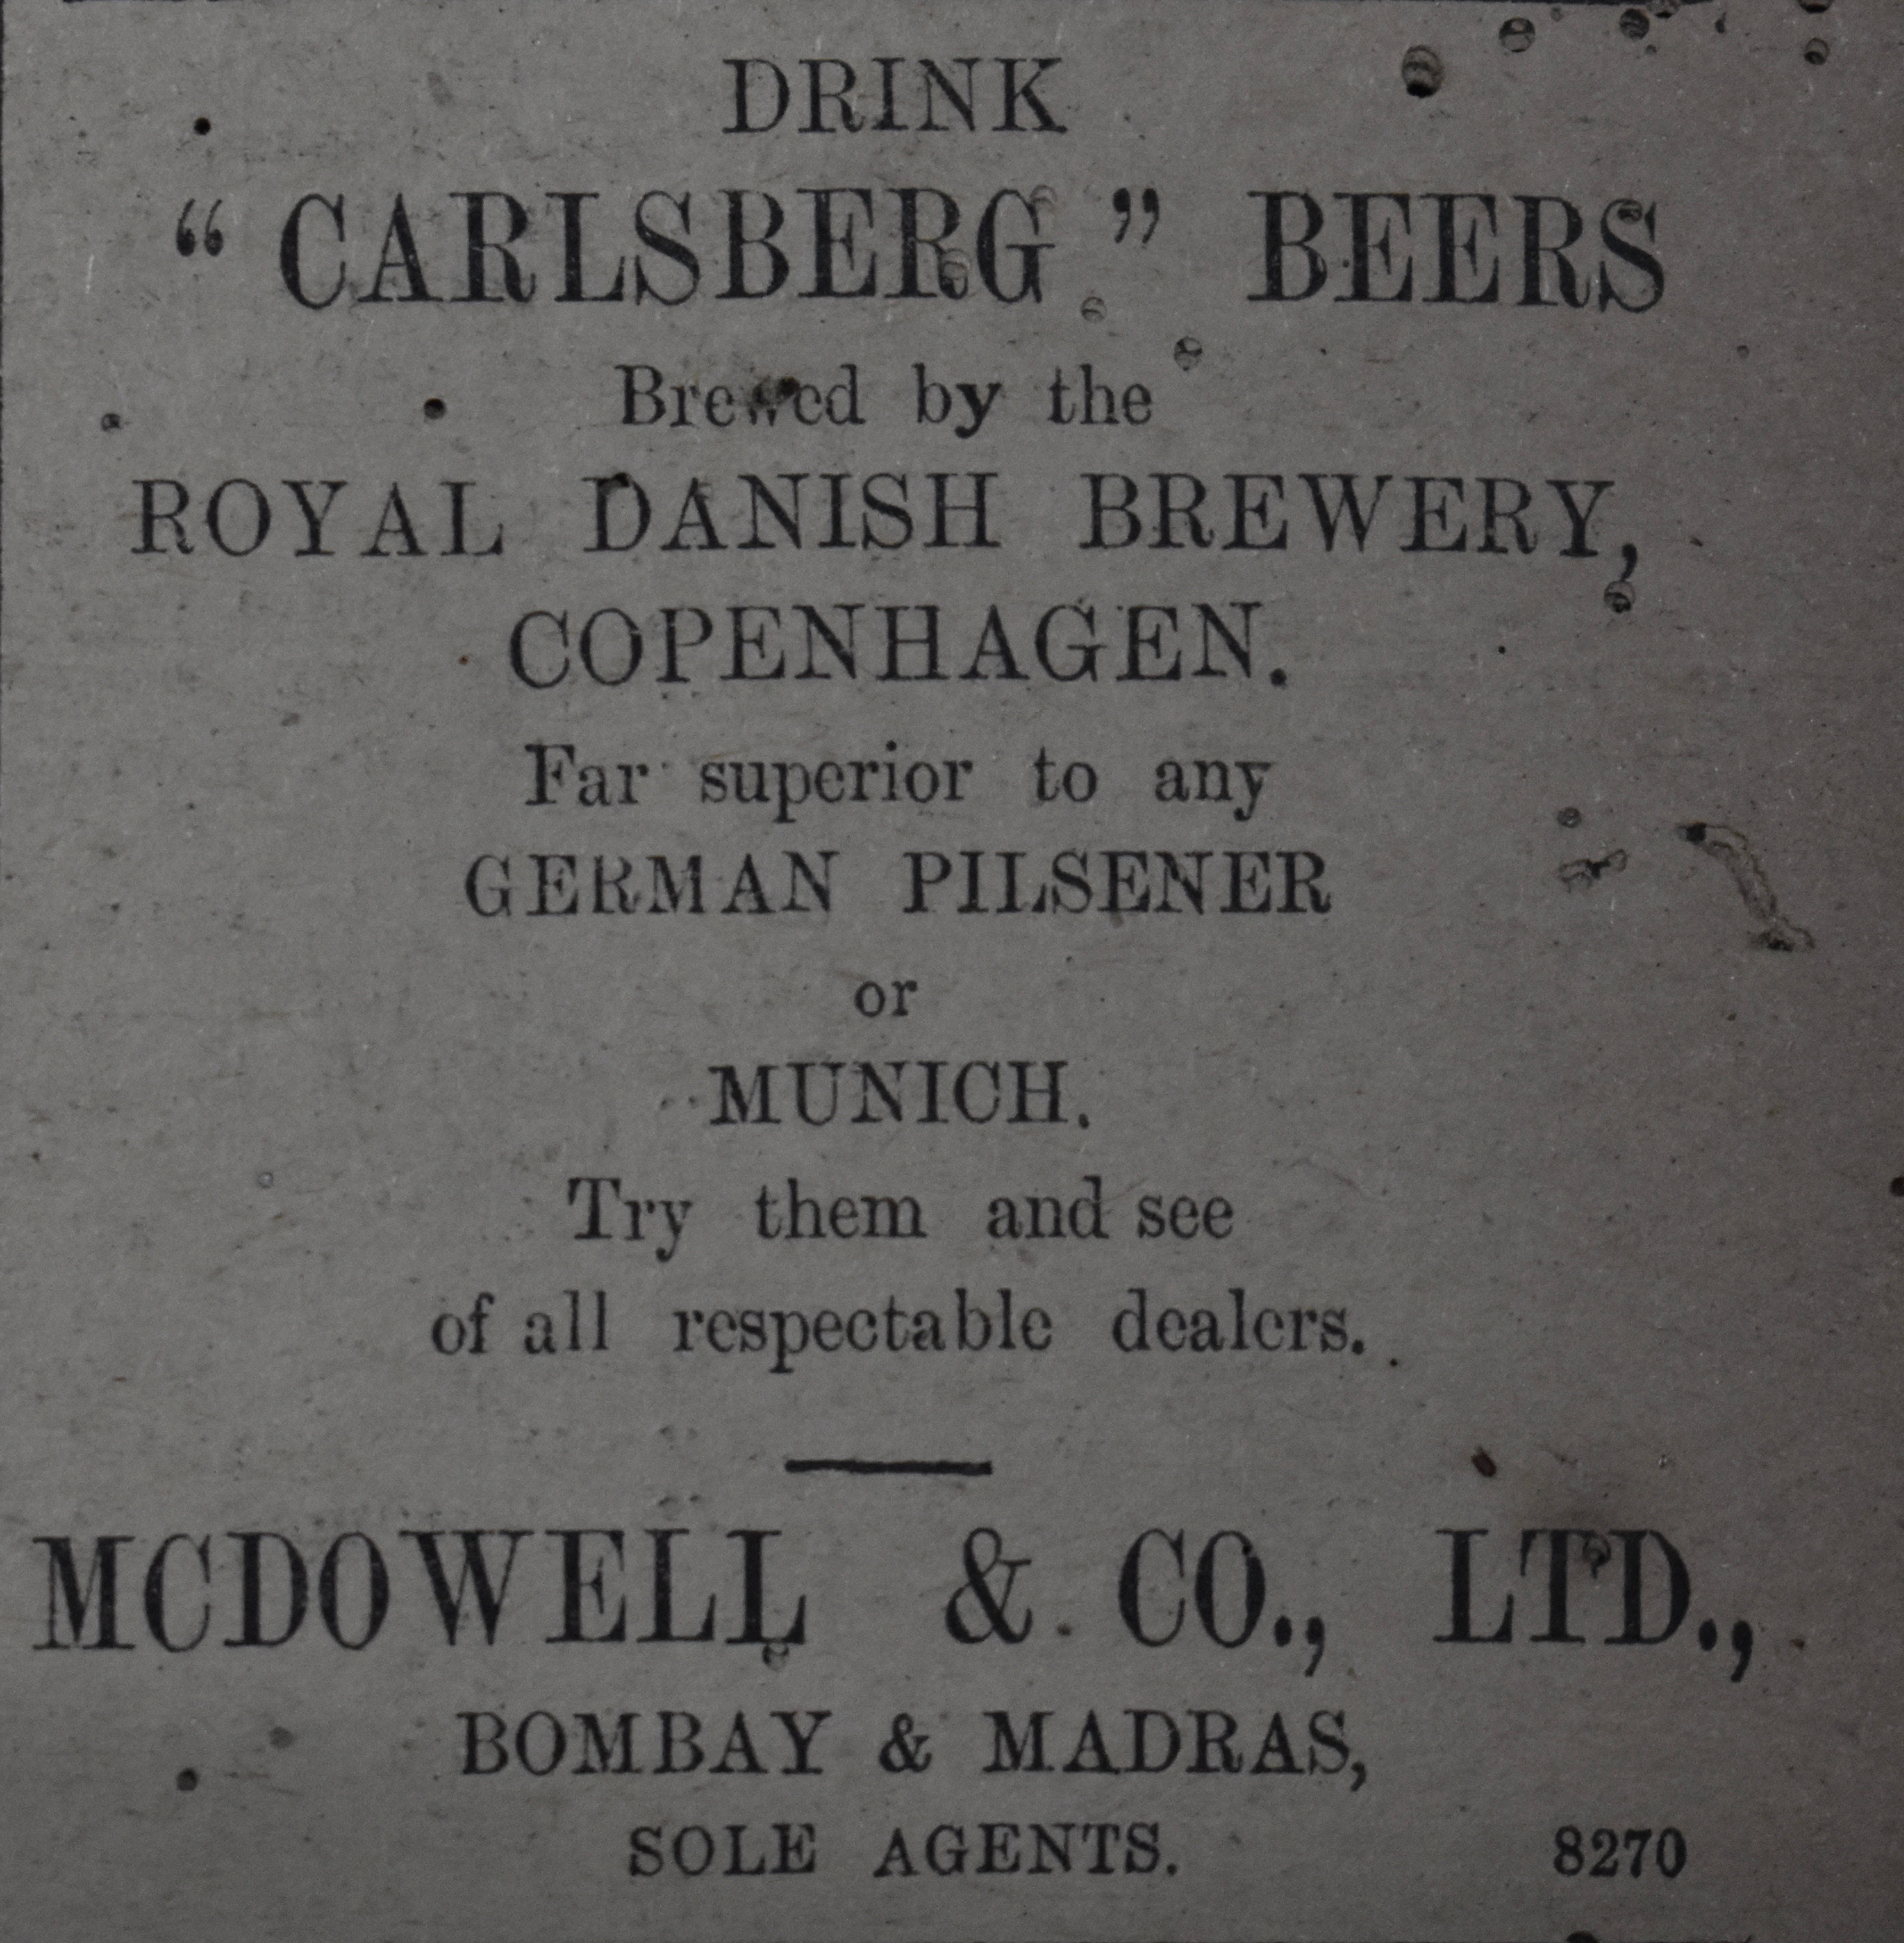 DRINK
“ CARLSBERG ” BEERS
Brewed by the
ROYAL DANISH BREWERY,
COPENHAGEN.
Far superior to any
GERMAN PILSENER
or
MUNICH.
Try them and see
of all respectable dealers.
MCDOWELL & CO., LTD.,
BOMBAY & MADRAS,
SOLE AGENTS. 8270